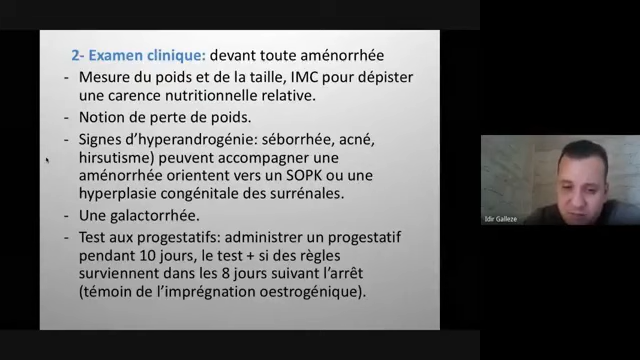 2- Examen clinique: devant toute aménorrhée
- Mesure du poids et de la taille, IMC pour dépister
une carence nutritionnelle relative.
- Notion de perte de poids.
- Signes d'hyperandrogénie: séborrhée, acné,
hirsutisme) peuvent accompagner une
aménorrhée orientent vers un SOPK ou une
hyperplasie congénitale des surrénales.
- Une galactorrhée.
- Test aux progestatifs: administrer un progestatif
pendant 10 jours, le test + si des règles
surviennent dans les 8 jours suivant l'arrêt
(témoin de l'imprégnation oestrogénique).
Idir Galleze